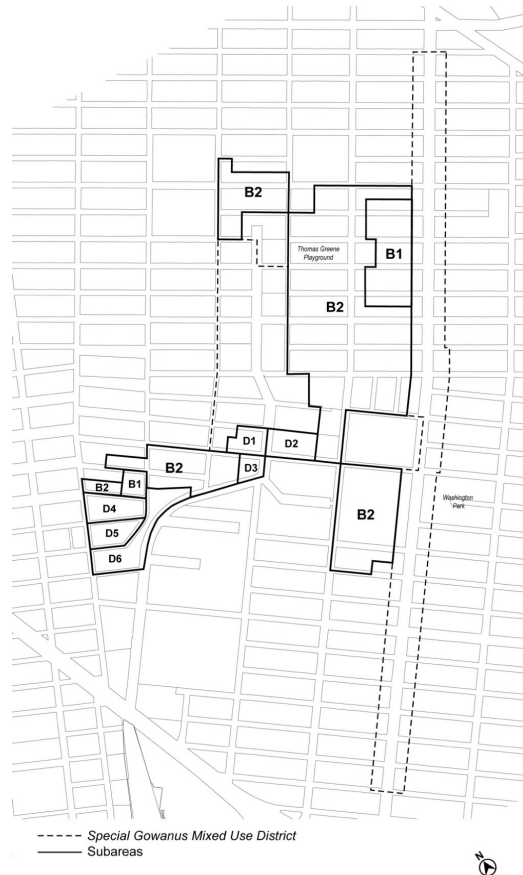 B2
Thomas Greene
Playground
B1
B2
D1
D2
B2
D3
B1
B2
D4
B2
Washington
Park
D5
D6
Special Gowanus Mixed Use District
Subareas
N